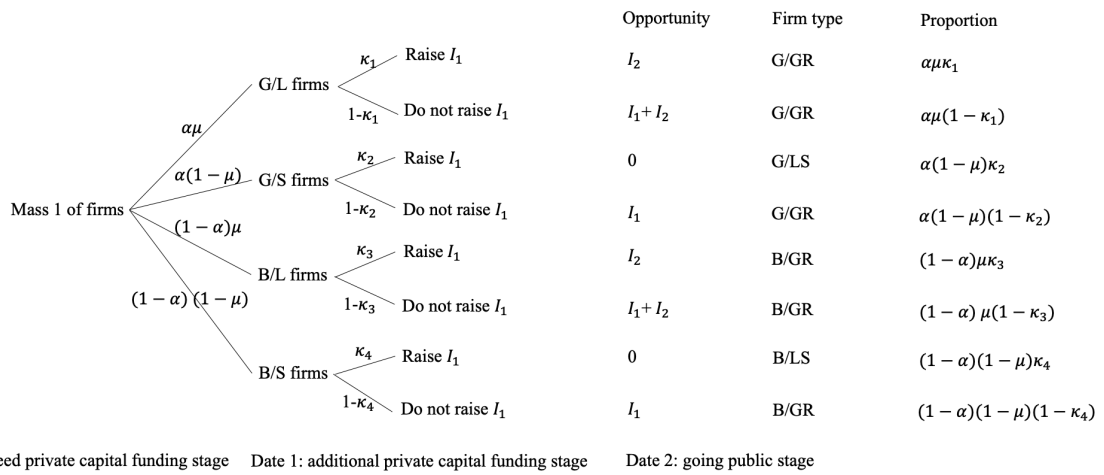 Opportunity Firm type Proportion
κ₁ Raise I₁ I₂ G/GR αμκ₁
G/L firms
1-κ₁ Do not raise I₁ I₁+ I₂ G/GR αμ(1 − κ₁)
αμ
κ₂ Raise I₁ 0 G/LS α(1 − μ)κ₂
α(1 − μ) G/S firms
1-κ₂ Do not raise I₁ I₁ G/GR α(1 − μ)(1 − κ₂)
Mass 1 of firms
(1 − α)μ
κ₃ Raise I₁ I₂ B/GR (1 − α)μκ₃
B/L firms
(1 − α) (1 − μ)
1-κ₃ Do not raise I₁ I₁+ I₂ B/GR (1 − α) μ(1 − κ₃)
κ₄ Raise I₁ 0 B/LS (1 − α)(1 − μ)κ₄
B/S firms
1-κ₄ Do not raise I₁ I₁ B/GR (1 − α)(1 − μ)(1 − κ₄)
eed private capital funding stage Date 1: additional private capital funding stage Date 2: going public stage